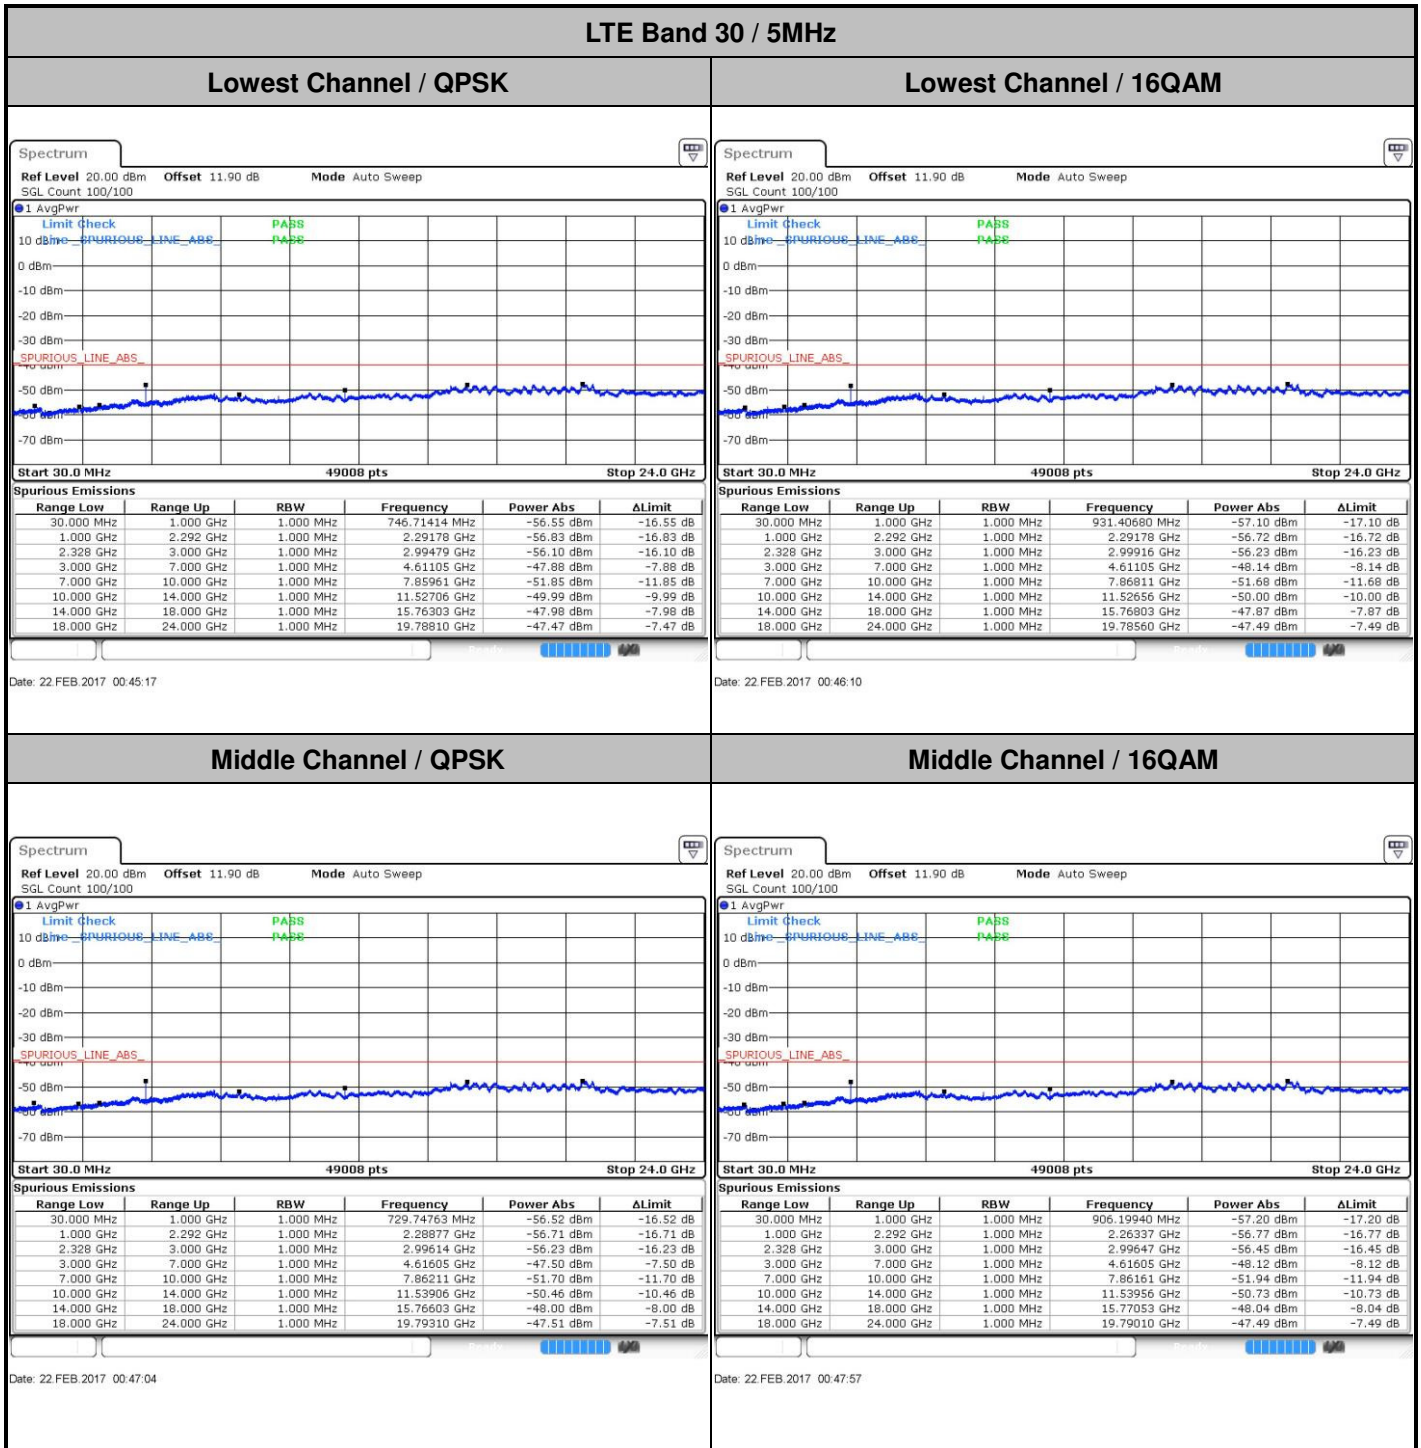 LTE Band 30 / 5MHz
Lowest Channel / QPSK
Lowest Channel / 16QAM
Spectrum
Ref Level 20.00 dBm Offset 11.90 dB Mode Auto Sweep
SGL Count 100/100
1 AvgPwr
Limit Check PASS
10 dBm Line _SPURIOUS_LINE_ABS_ PASS
0 dBm
-10 dBm
-20 dBm
-30 dBm
_SPURIOUS_LINE_ABS_
-40 dBm
-50 dBm
-60 dBm
-70 dBm
Start 30.0 MHz 49008 pts Stop 24.0 GHz
Spurious Emissions
Range Low Range Up RBW Frequency Power Abs ΔLimit
30.000 MHz 1.000 GHz 1.000 MHz 746.71414 MHz -56.55 dBm -16.55 dB
1.000 GHz 2.292 GHz 1.000 MHz 2.29178 GHz -56.83 dBm -16.83 dB
2.328 GHz 3.000 GHz 1.000 MHz 2.99479 GHz -56.10 dBm -16.10 dB
3.000 GHz 7.000 GHz 1.000 MHz 4.61105 GHz -47.88 dBm -7.88 dB
7.000 GHz 10.000 GHz 1.000 MHz 7.85961 GHz -51.85 dBm -11.85 dB
10.000 GHz 14.000 GHz 1.000 MHz 11.52706 GHz -49.99 dBm -9.99 dB
14.000 GHz 18.000 GHz 1.000 MHz 15.76303 GHz -47.98 dBm -7.98 dB
18.000 GHz 24.000 GHz 1.000 MHz 19.78810 GHz -47.47 dBm -7.47 dB
Ready
Date: 22.FEB.2017 00:45:17
Spectrum
Ref Level 20.00 dBm Offset 11.90 dB Mode Auto Sweep
SGL Count 100/100
1 AvgPwr
Limit Check PASS
10 dBm Line _SPURIOUS_LINE_ABS_ PASS
0 dBm
-10 dBm
-20 dBm
-30 dBm
_SPURIOUS_LINE_ABS_
-40 dBm
-50 dBm
-60 dBm
-70 dBm
Start 30.0 MHz 49008 pts Stop 24.0 GHz
Spurious Emissions
Range Low Range Up RBW Frequency Power Abs ΔLimit
30.000 MHz 1.000 GHz 1.000 MHz 931.40680 MHz -57.10 dBm -17.10 dB
1.000 GHz 2.292 GHz 1.000 MHz 2.29178 GHz -56.72 dBm -16.72 dB
2.328 GHz 3.000 GHz 1.000 MHz 2.99916 GHz -56.23 dBm -16.23 dB
3.000 GHz 7.000 GHz 1.000 MHz 4.61105 GHz -48.14 dBm -8.14 dB
7.000 GHz 10.000 GHz 1.000 MHz 7.86811 GHz -51.68 dBm -11.68 dB
10.000 GHz 14.000 GHz 1.000 MHz 11.52656 GHz -50.00 dBm -10.00 dB
14.000 GHz 18.000 GHz 1.000 MHz 15.76803 GHz -47.87 dBm -7.87 dB
18.000 GHz 24.000 GHz 1.000 MHz 19.78560 GHz -47.49 dBm -7.49 dB
Ready
Date: 22.FEB.2017 00:46:10
Middle Channel / QPSK
Middle Channel / 16QAM
Spectrum
Ref Level 20.00 dBm Offset 11.90 dB Mode Auto Sweep
SGL Count 100/100
1 AvgPwr
Limit Check PASS
10 dBm Line _SPURIOUS_LINE_ABS_ PASS
0 dBm
-10 dBm
-20 dBm
-30 dBm
_SPURIOUS_LINE_ABS_
-40 dBm
-50 dBm
-60 dBm
-70 dBm
Start 30.0 MHz 49008 pts Stop 24.0 GHz
Spurious Emissions
Range Low Range Up RBW Frequency Power Abs ΔLimit
30.000 MHz 1.000 GHz 1.000 MHz 729.74763 MHz -56.52 dBm -16.52 dB
1.000 GHz 2.292 GHz 1.000 MHz 2.28877 GHz -56.71 dBm -16.71 dB
2.328 GHz 3.000 GHz 1.000 MHz 2.99614 GHz -56.23 dBm -16.23 dB
3.000 GHz 7.000 GHz 1.000 MHz 4.61605 GHz -47.50 dBm -7.50 dB
7.000 GHz 10.000 GHz 1.000 MHz 7.86211 GHz -51.70 dBm -11.70 dB
10.000 GHz 14.000 GHz 1.000 MHz 11.53906 GHz -50.46 dBm -10.46 dB
14.000 GHz 18.000 GHz 1.000 MHz 15.76603 GHz -48.00 dBm -8.00 dB
18.000 GHz 24.000 GHz 1.000 MHz 19.79310 GHz -47.51 dBm -7.51 dB
Ready
Date: 22.FEB.2017 00:47:04
Spectrum
Ref Level 20.00 dBm Offset 11.90 dB Mode Auto Sweep
SGL Count 100/100
1 AvgPwr
Limit Check PASS
10 dBm Line _SPURIOUS_LINE_ABS_ PASS
0 dBm
-10 dBm
-20 dBm
-30 dBm
_SPURIOUS_LINE_ABS_
-40 dBm
-50 dBm
-60 dBm
-70 dBm
Start 30.0 MHz 49008 pts Stop 24.0 GHz
Spurious Emissions
Range Low Range Up RBW Frequency Power Abs ΔLimit
30.000 MHz 1.000 GHz 1.000 MHz 906.19940 MHz -57.20 dBm -17.20 dB
1.000 GHz 2.292 GHz 1.000 MHz 2.26337 GHz -56.77 dBm -16.77 dB
2.328 GHz 3.000 GHz 1.000 MHz 2.99647 GHz -56.45 dBm -16.45 dB
3.000 GHz 7.000 GHz 1.000 MHz 4.61605 GHz -48.12 dBm -8.12 dB
7.000 GHz 10.000 GHz 1.000 MHz 7.86161 GHz -51.94 dBm -11.94 dB
10.000 GHz 14.000 GHz 1.000 MHz 11.53956 GHz -50.73 dBm -10.73 dB
14.000 GHz 18.000 GHz 1.000 MHz 15.77053 GHz -48.04 dBm -8.04 dB
18.000 GHz 24.000 GHz 1.000 MHz 19.79010 GHz -47.49 dBm -7.49 dB
Ready
Date: 22.FEB.2017 00:47:57